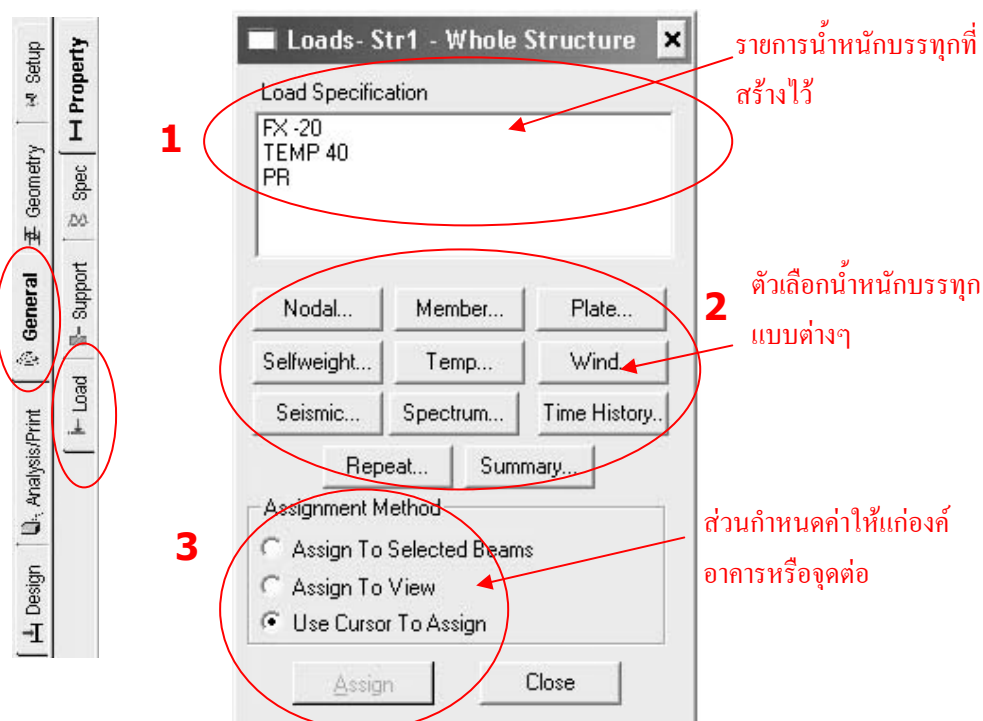 Setup
Geometry
General
Analysis/Print
Design
Property
Spec
Support
Load
Loads- Str1 - Whole Structure
1
Load Specification
FX -20
TEMP 40
PR
รายการน้ำหนักบรรทุกที่
สร้างไว้
Nodal... Member... Plate...
Selfweight... Temp... Wind...
Seismic... Spectrum... Time History..
Repeat... Summary...
2
ตัวเลือกน้ำหนักบรรทุก
แบบต่างๆ
3
Assignment Method
Assign To Selected Beams
Assign To View
Use Cursor To Assign
Assign Close
ส่วนกำหนดค่าให้แก่องค์
อาคารหรือจุดต่อ